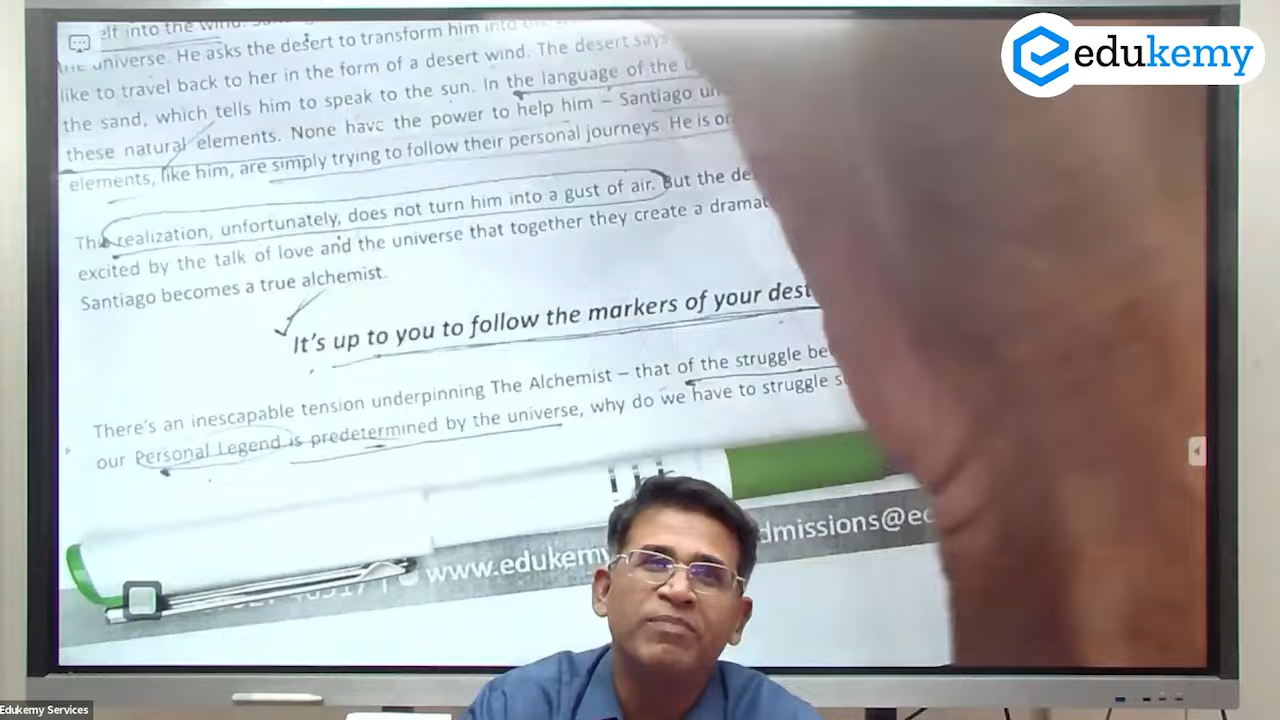 elf into the wind.
universe. He asks the desert to transform him into
like to travel back to her in the form of a desert wind. The desert says
the sand, which tells him to speak to the sun. In the language of the
these natural elements. None have the power to help him – Santiago un
elements, like him, are simply trying to follow their personal journeys. He is
realization, unfortunately, does not turn him into a gust of air. But the de
excited by the talk of love and the universe that together they create a dramat
Santiago becomes a true alchemist.
It's up to you to follow the markers of your dest
There's an inescapable tension underpinning The Alchemist – that of the struggle be
our Personal Legend is predetermined by the universe, why do we have to struggle s
www.edukemy
dmissions@ed
edukemy
Edukemy Services